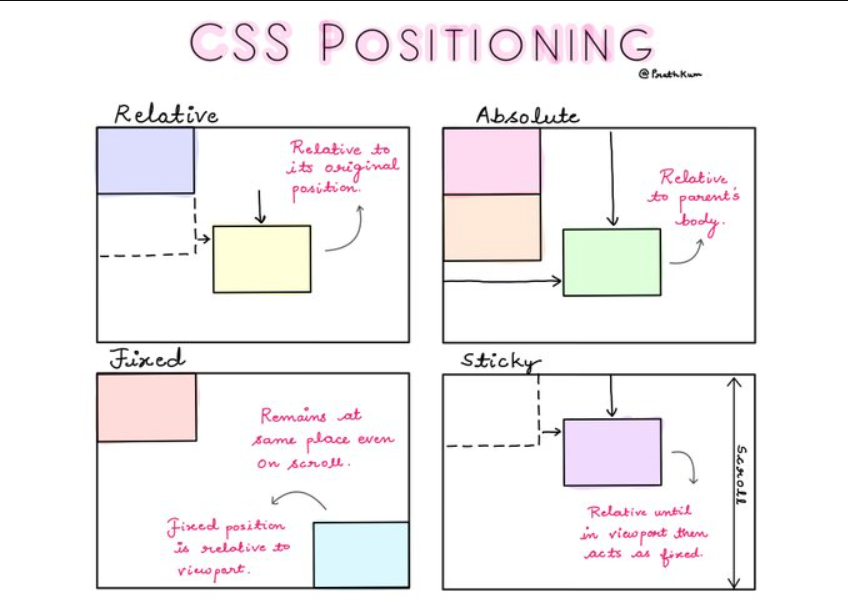 CSS POSITIONING
@PrathKum
Relative
Relative to
its original
position.
Absolute
Relative
to parent's
body.
Fixed
Remains at
same place even
on scroll.
Fixed position
is relative to
viewport.
Sticky
Scroll
Relative until
in viewport then
acts as fixed.